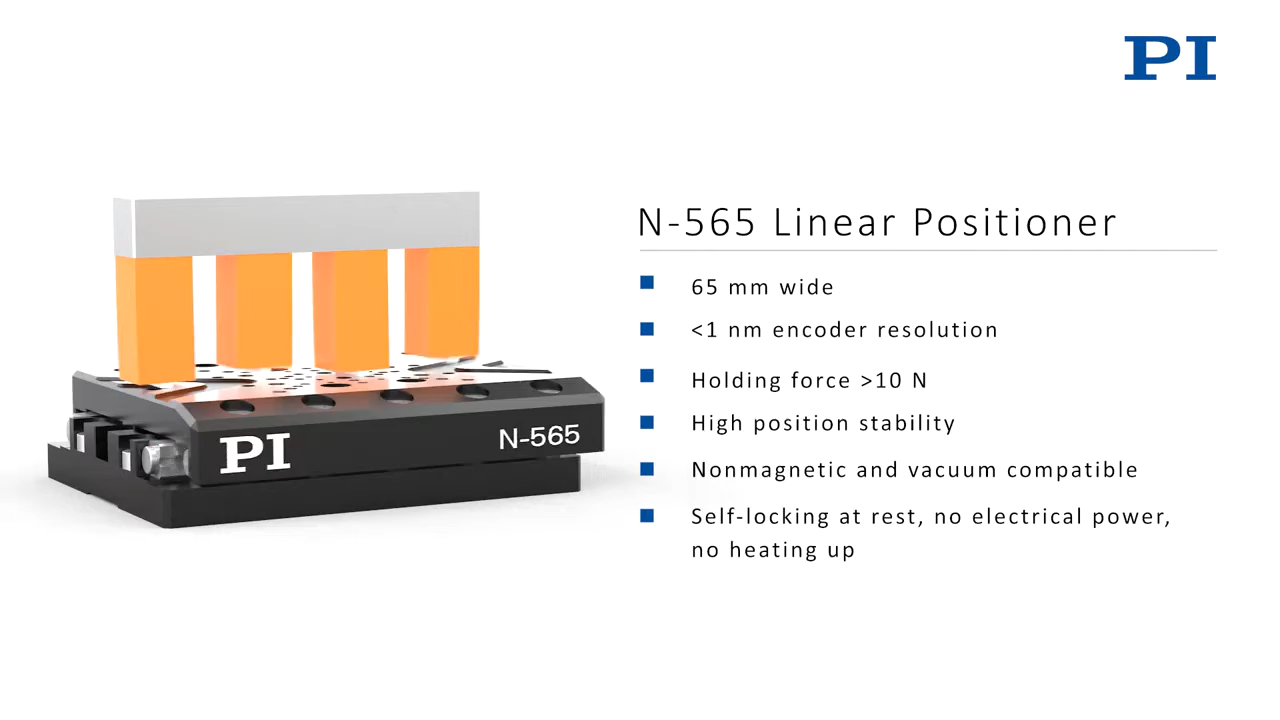 PI
N-565 Linear Positioner
65 mm wide
<1 nm encoder resolution
Holding force >10 N
High position stability
Nonmagnetic and vacuum compatible
Self-locking at rest, no electrical power,
no heating up
PI
N-565